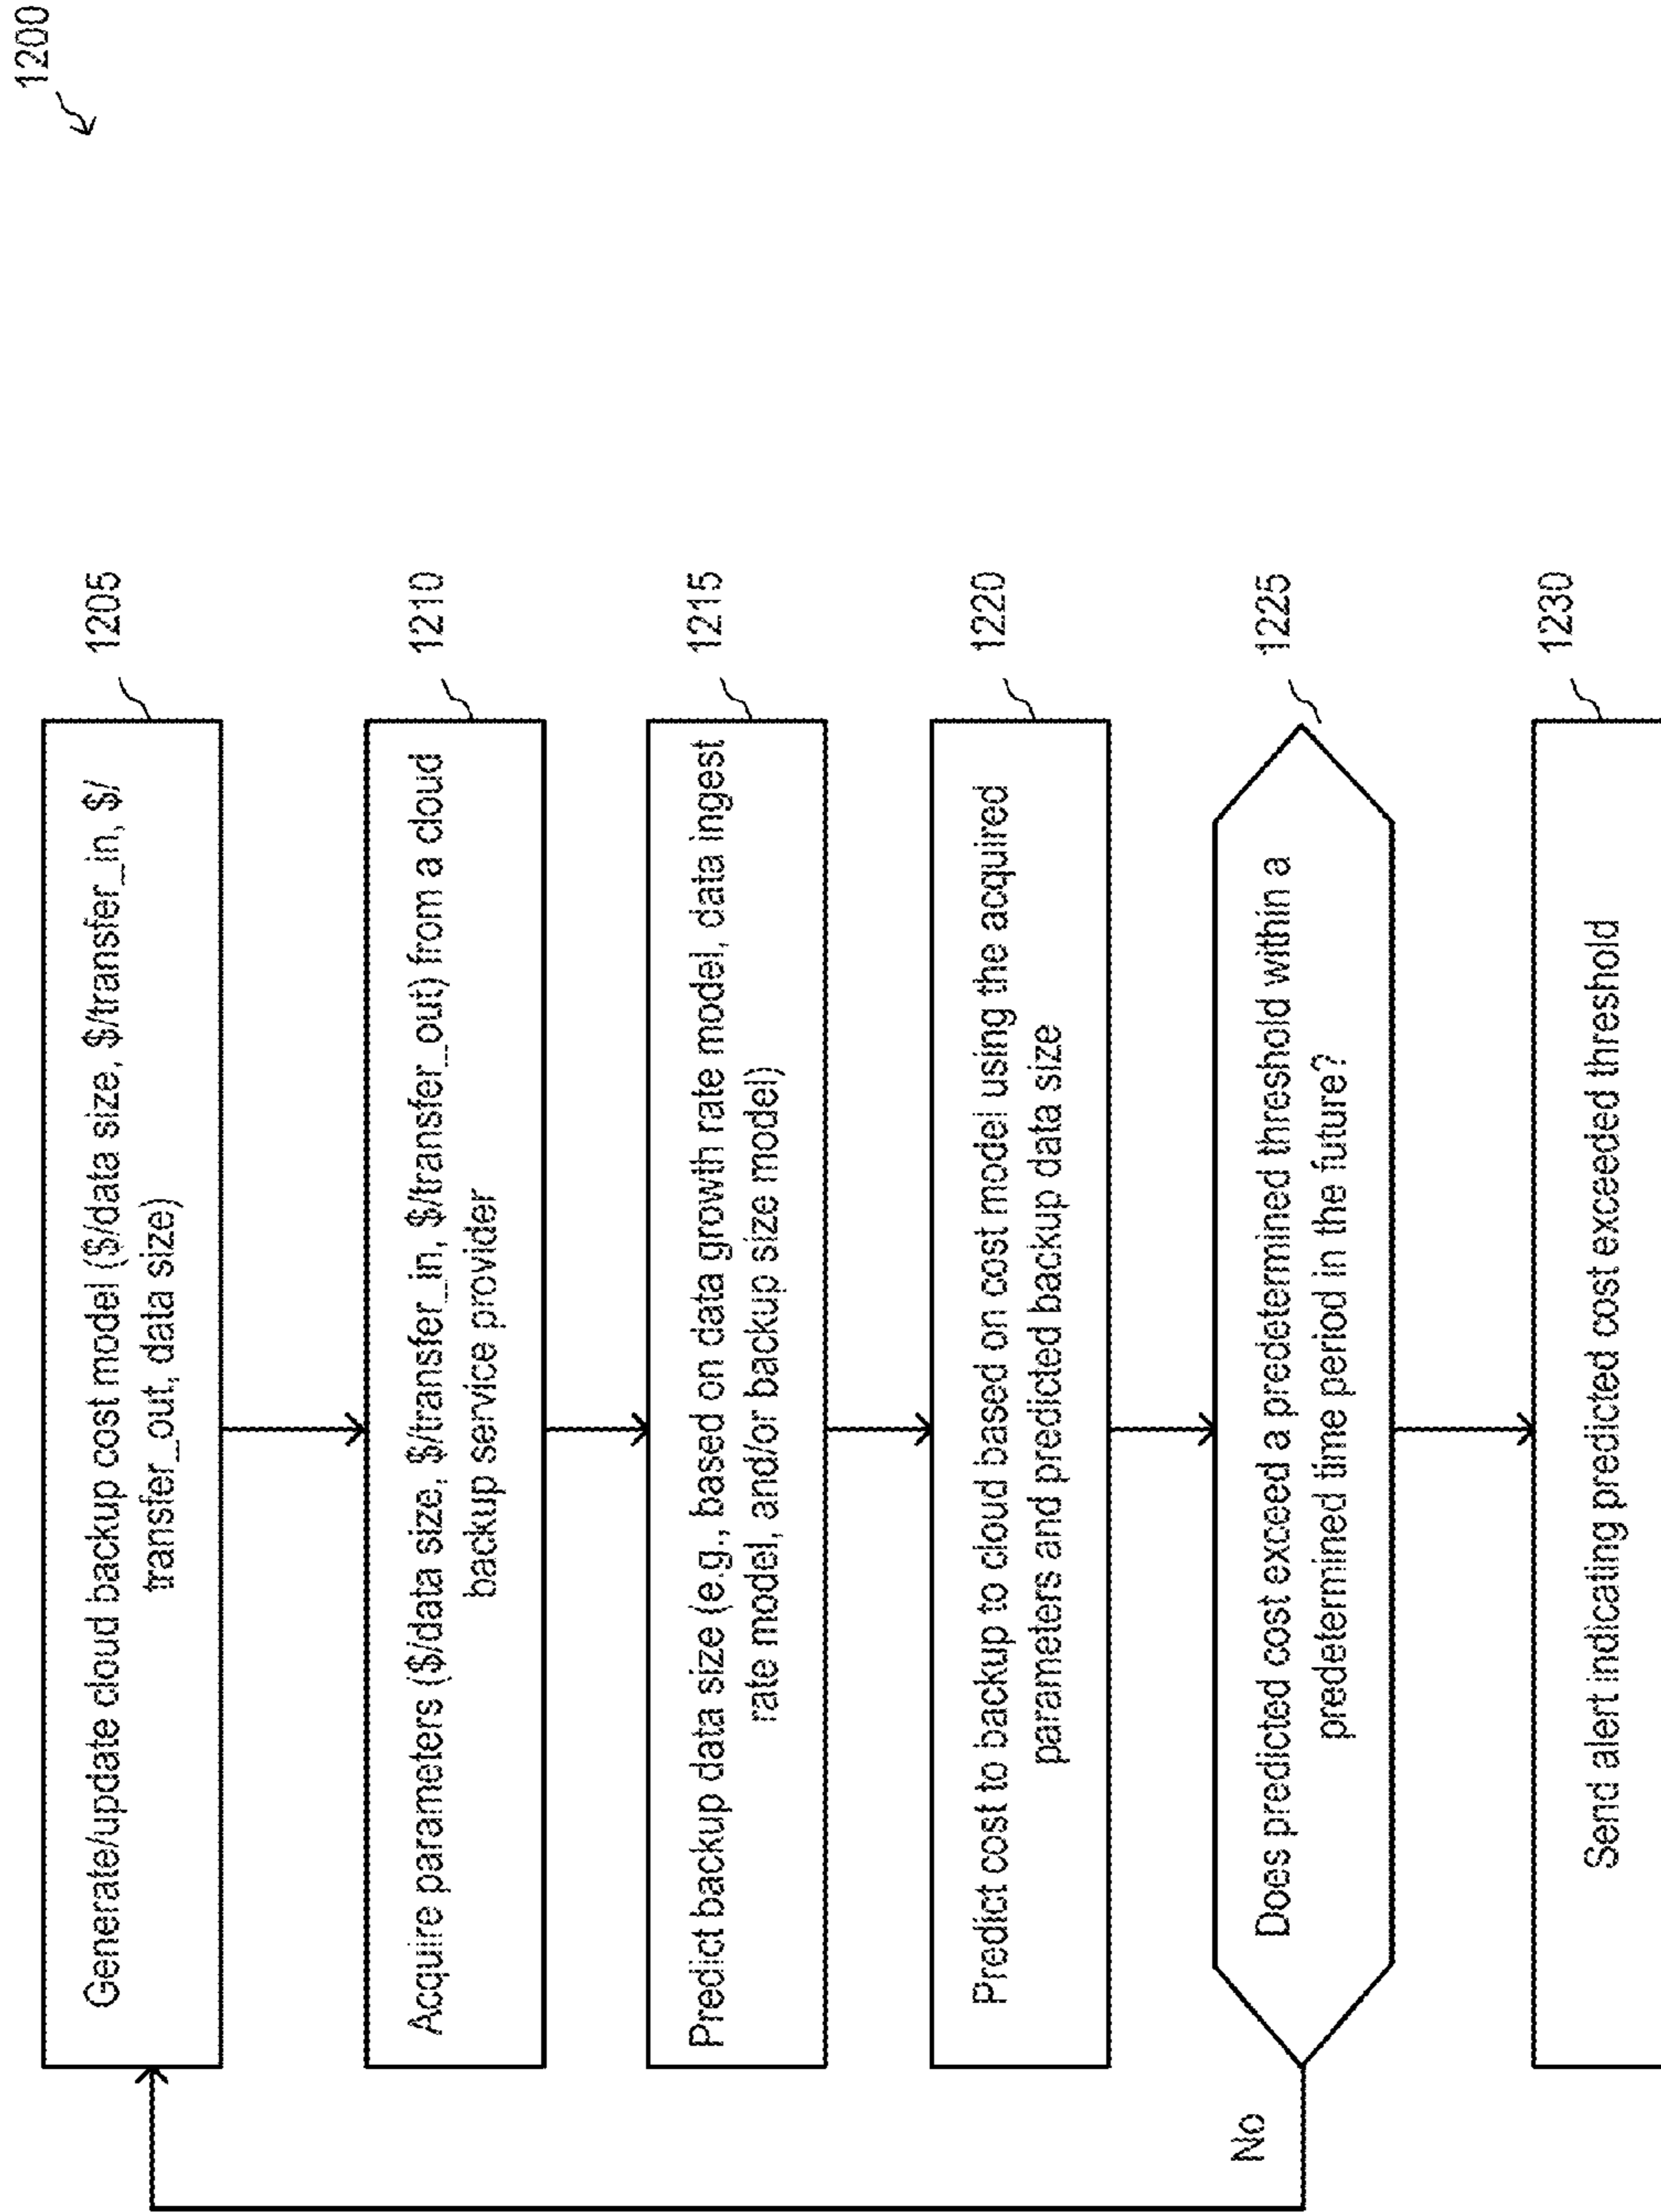 1200
Generate/update cloud backup cost model ($/data size, $/transfer_in, $/
transfer_out, data size)
1205
Acquire parameters ($/data size, $/transfer_in, $/transfer_out) from a cloud
backup service provider
1210
Predict backup data size (e.g., based on data growth rate model, data ingest
rate model, and/or backup size model)
1215
Predict cost to backup to cloud based on cost model using the acquired
parameters and predicted backup data size
1220
Does predicted cost exceed a predetermined threshold within a
predetermined time period in the future?
1225
No
Send alert indicating predicted cost exceeded threshold
1230